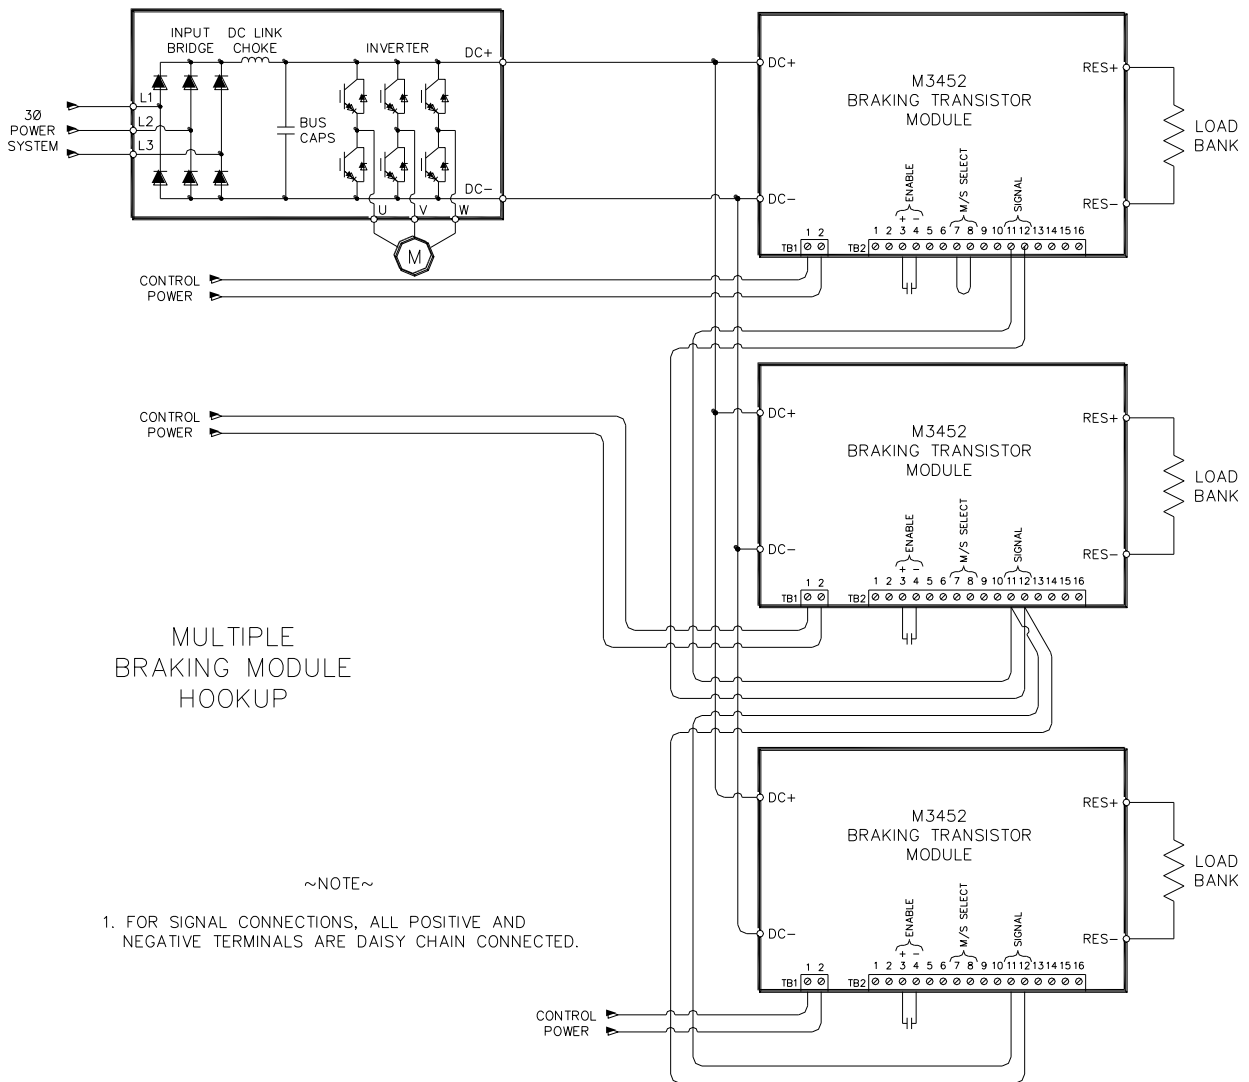 INPUT
BRIDGE
DC LINK
CHOKE
INVERTER
DC+
3Ø
POWER
SYSTEM
L1
L2
L3
BUS
CAPS
DC-
U V W
M
CONTROL
POWER
DC+
M3452
BRAKING TRANSISTOR
MODULE
RES+
LOAD
BANK
DC-
RES-
ENABLE
+ -
M/S SELECT
SIGNAL
TB1
1 2
TB2
1 2 3 4 5 6 7 8 9 10 11 12 13 14 15 16
CONTROL
POWER
DC+
M3452
BRAKING TRANSISTOR
MODULE
RES+
LOAD
BANK
DC-
RES-
ENABLE
+ -
M/S SELECT
SIGNAL
TB1
1 2
TB2
1 2 3 4 5 6 7 8 9 10 11 12 13 14 15 16
MULTIPLE
BRAKING MODULE
HOOKUP
DC+
M3452
BRAKING TRANSISTOR
MODULE
RES+
LOAD
BANK
DC-
RES-
ENABLE
+ -
M/S SELECT
SIGNAL
TB1
1 2
TB2
1 2 3 4 5 6 7 8 9 10 11 12 13 14 15 16
~NOTE~
1. FOR SIGNAL CONNECTIONS, ALL POSITIVE AND
NEGATIVE TERMINALS ARE DAISY CHAIN CONNECTED.
CONTROL
POWER